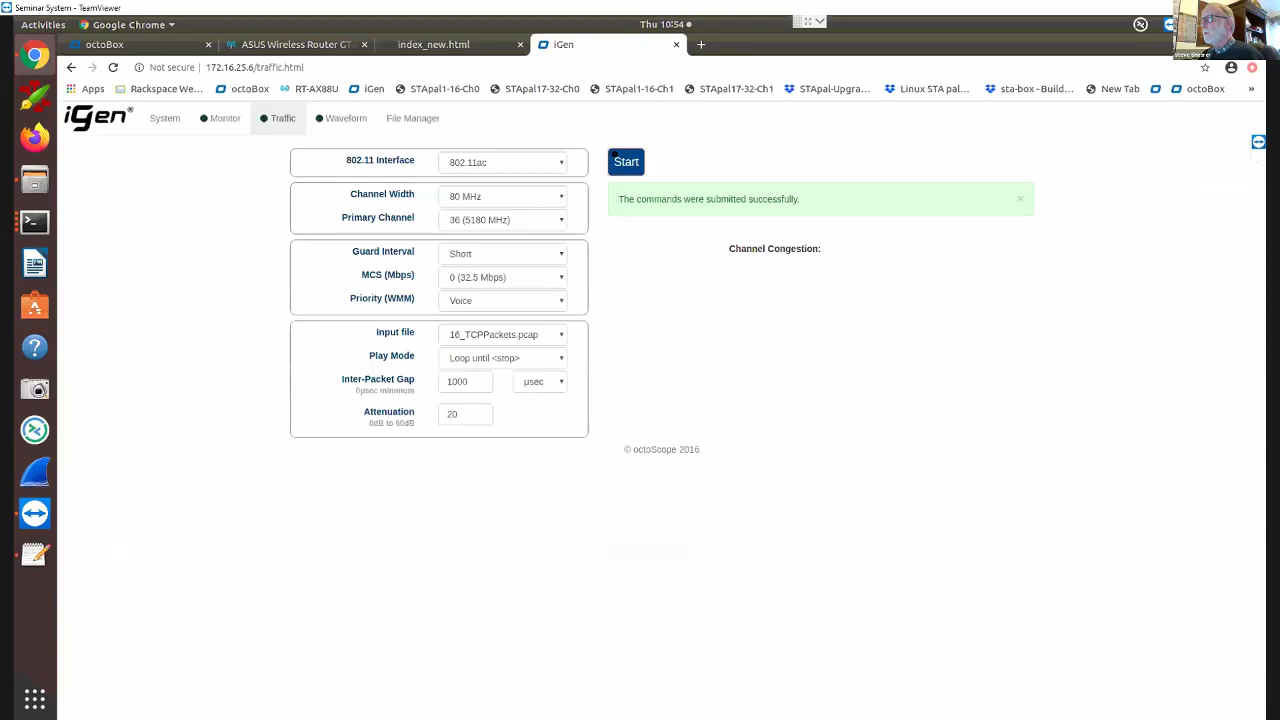 Seminar System - TeamViewer
Activities Google Chrome Thu 10:54
octoBox × ASUS Wireless Router GT × index_new.html × iGen × +
Not secure 172.16.25.6/traffic.html
Apps Rackspace We... octoBox RT-AX88U iGen STApal1-16-Ch0 STApal17-32-Ch0 STApal1-16-Ch1 STApal17-32-Ch1 STApal-Upgra... Linux STA pal... sta-box - Build... New Tab octoBox »
iGen® System Monitor Traffic Waveform File Manager
802.11 Interface 802.11ac Start
Channel Width 80 MHz The commands were submitted successfully. ×
Primary Channel 36 (5180 MHz)
Guard Interval Short Channel Congestion:
MCS (Mbps) 0 (32.5 Mbps)
Priority (WMM) Voice
Input file 16_TCPPackets.pcap
Play Mode Loop until <stop>
Inter-Packet Gap 1000 µsec
0µsec minimum
Attenuation 20
0dB to 60dB
© octoScope 2016